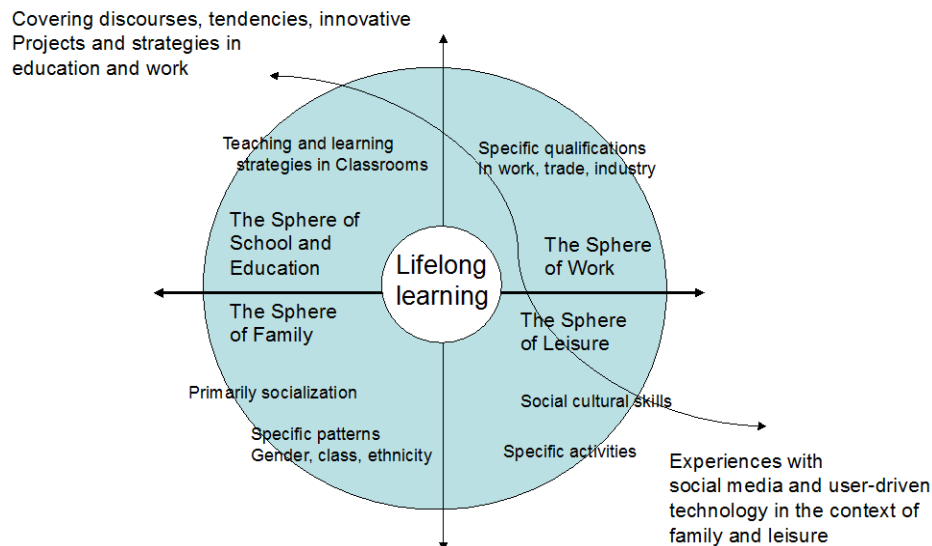 Covering discourses, tendencies, innovative
Projects and strategies in
education and work
Teaching and learning
strategies in Classrooms
Specific qualifications
In work, trade, industry
The Sphere of
School and
Education
The Sphere
of Work
Lifelong
learning
The Sphere
of Family
The Sphere
of Leisure
Primarily socialization
Social cultural skills
Specific patterns
Gender, class, ethnicity
Specific activities
Experiences with
social media and user-driven
technology in the context of
family and leisure